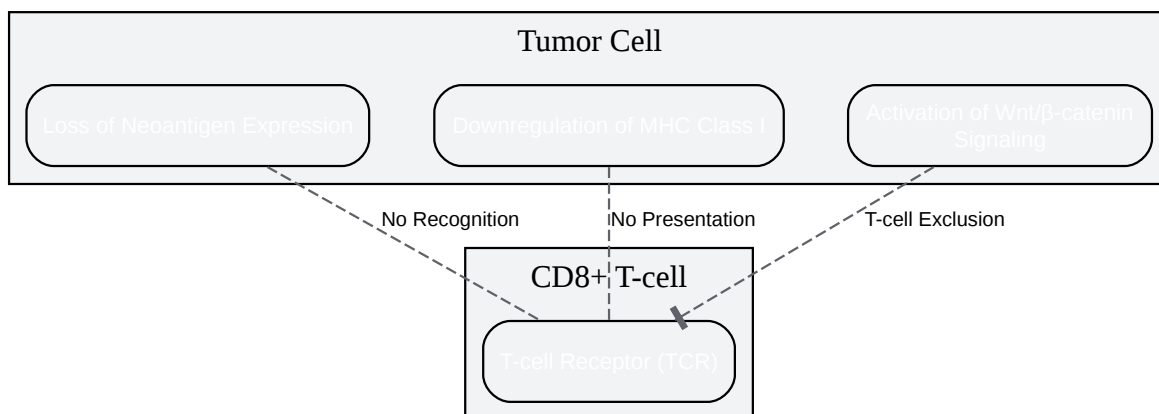 Tumor Cell
Loss of Neoantigen Expression
Downregulation of MHC Class I
Activation of Wnt/β-catenin
Signaling
No Recognition
No Presentation
T-cell Exclusion
CD8+ T-cell
T-cell Receptor (TCR)